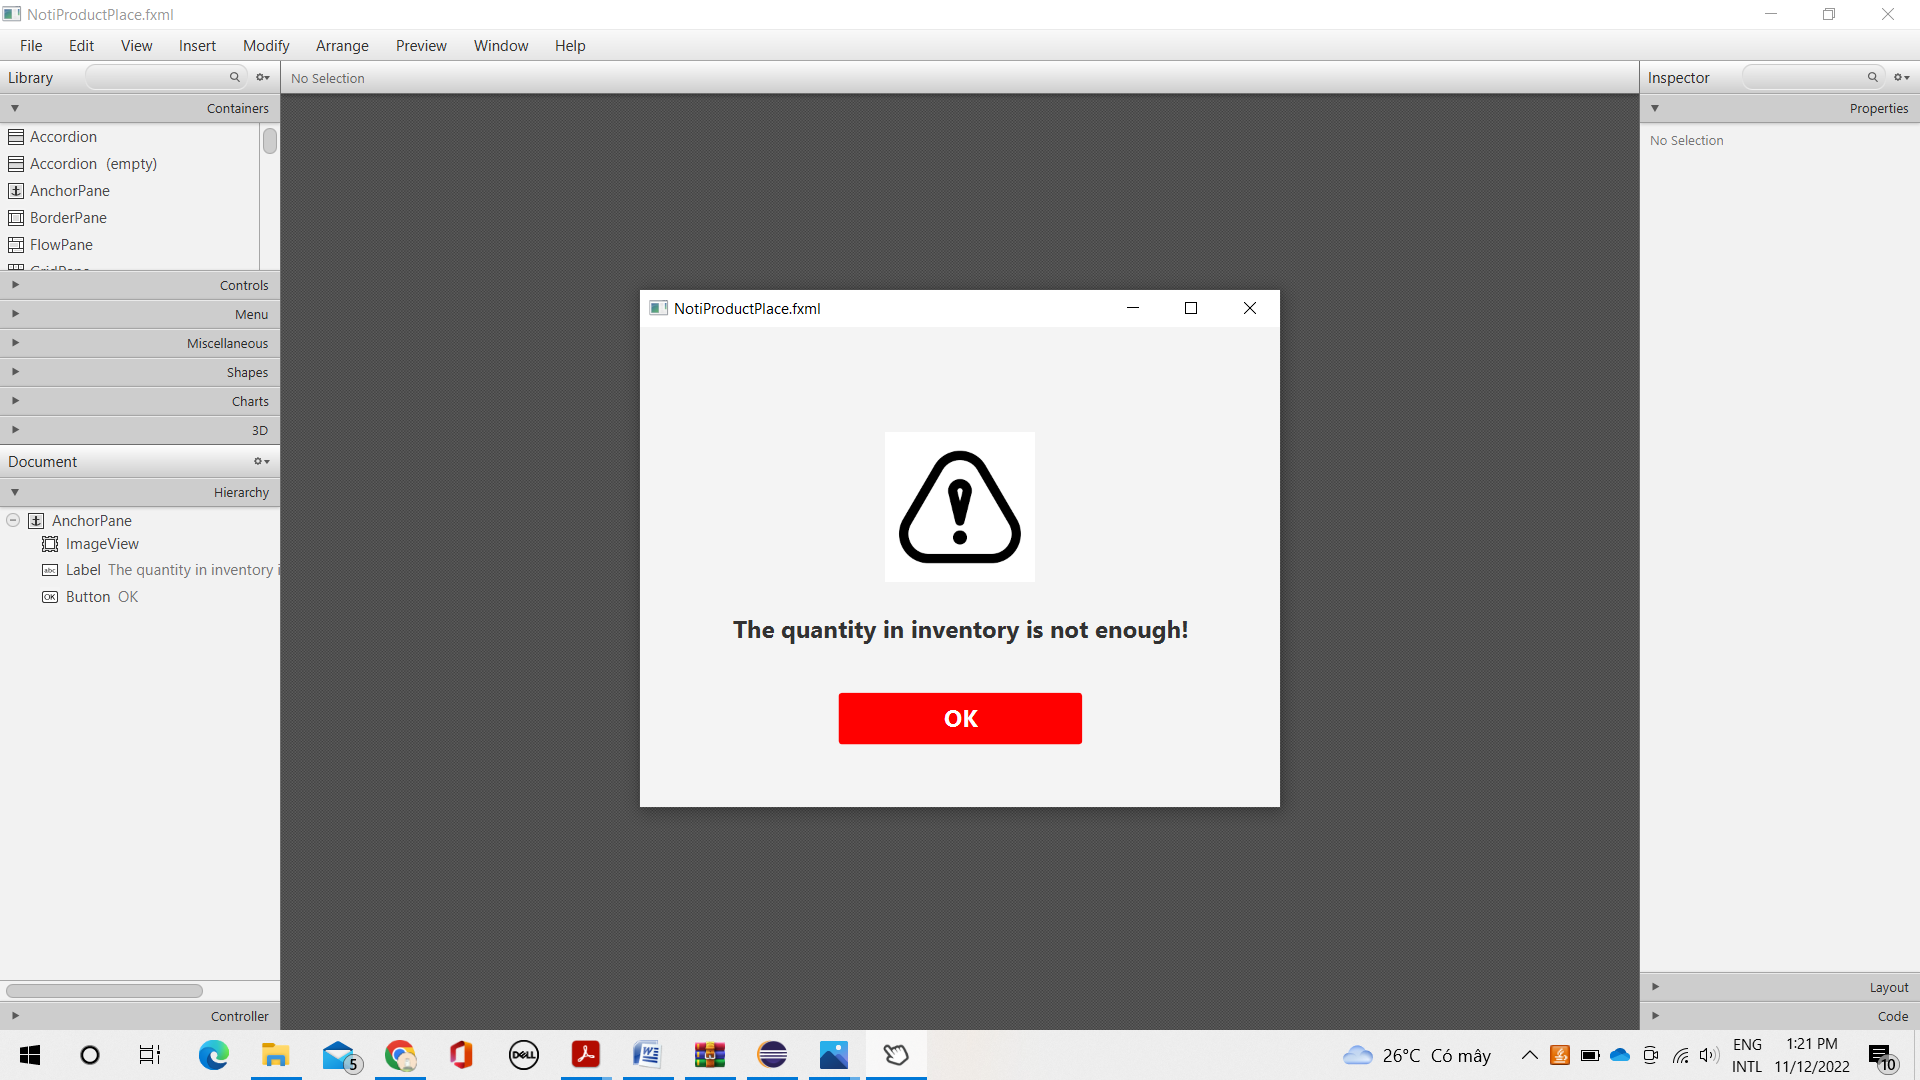 NotiProductPlace.fxml
File Edit View Insert Modify Arrange Preview Window Help
Library
No Selection
Inspector
Containers
Properties
Accordion
No Selection
Accordion (empty)
AnchorPane
BorderPane
FlowPane
GridPane
Controls
Menu
Miscellaneous
Shapes
Charts
3D
Document
Hierarchy
AnchorPane
ImageView
Label The quantity in inventory i
Button OK
NotiProductPlace.fxml
The quantity in inventory is not enough!
OK
Layout
Controller
Code
5
DELL
26°C Có mây
ENG
INTL
1:21 PM
11/12/2022
10